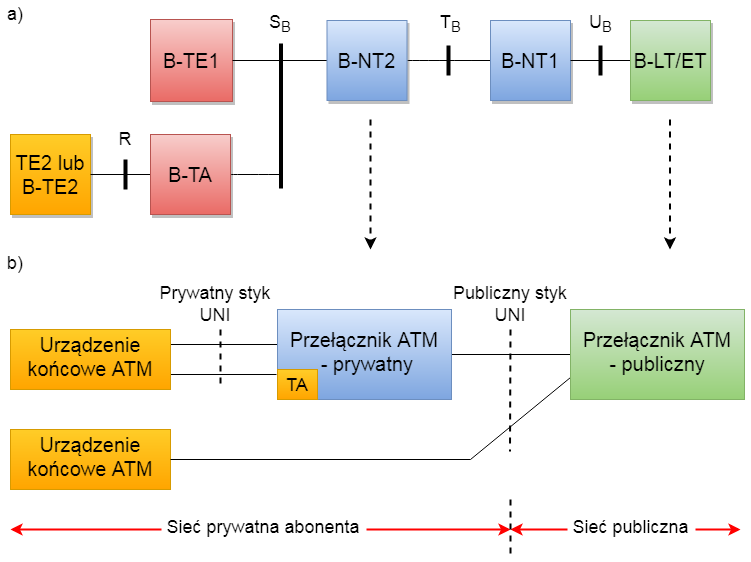 a)
S_B
T_B
U_B
B-TE1
B-NT2
B-NT1
B-LT/ET
R
TE2 lub
B-TE2
B-TA
b)
Prywatny styk
UNI
Publiczny styk
UNI
Urządzenie
końcowe ATM
Przełącznik ATM
- prywatny
TA
Przełącznik ATM
- publiczny
Urządzenie
końcowe ATM
Sieć prywatna abonenta
Sieć publiczna